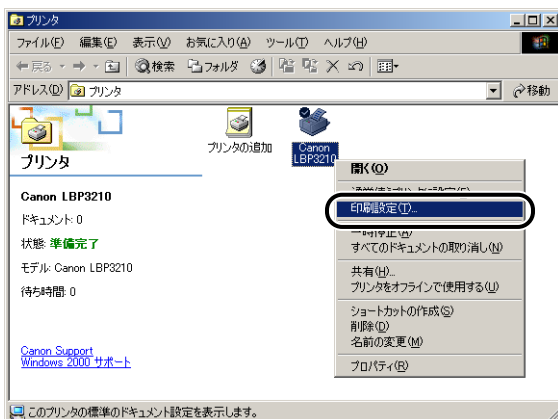 プリンタ
ファイル(F) 編集(E) 表示(V) お気に入り(A) ツール(T) ヘルプ(H)
戻る 検索 フォルダ
アドレス(D) プリンタ 移動
プリンタ
Canon LBP3210
ドキュメント: 0
状態: 準備完了
モデル: Canon LBP3210
待ち時間: 0
Canon Support
Windows 2000 サポート
プリンタの追加
Canon LBP3210
開く(O)
印刷設定(T)...
一時停止(A)
すべてのドキュメントの取り消し(N)
共有(H)...
プリンタをオフラインで使用する(U)
ショートカットの作成(S)
削除(D)
名前の変更(M)
プロパティ(R)
このプリンタの標準のドキュメント設定を表示します。